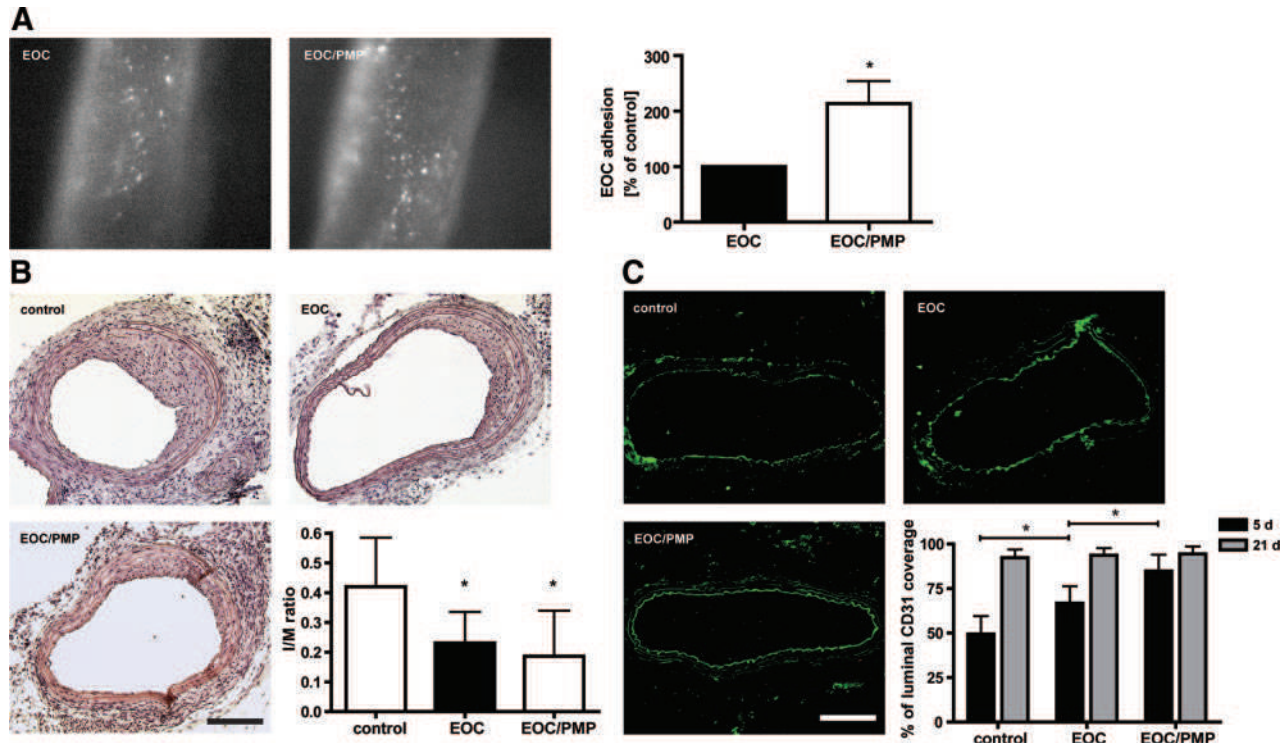 A
EOC
EOC/PMP
EOC adhesion
[% of control]
300
200
100
0
*
EOC
EOC/PMP
B
control
EOC
EOC/PMP
I/M ratio
0.6
0.5
0.4
0.3
0.2
0.1
0.0
*
*
control
EOC
EOC/PMP
C
control
EOC
EOC/PMP
% of luminal CD31 coverage
100
75
50
25
0
*
*
5 d
21 d
control
EOC
EOC/PMP